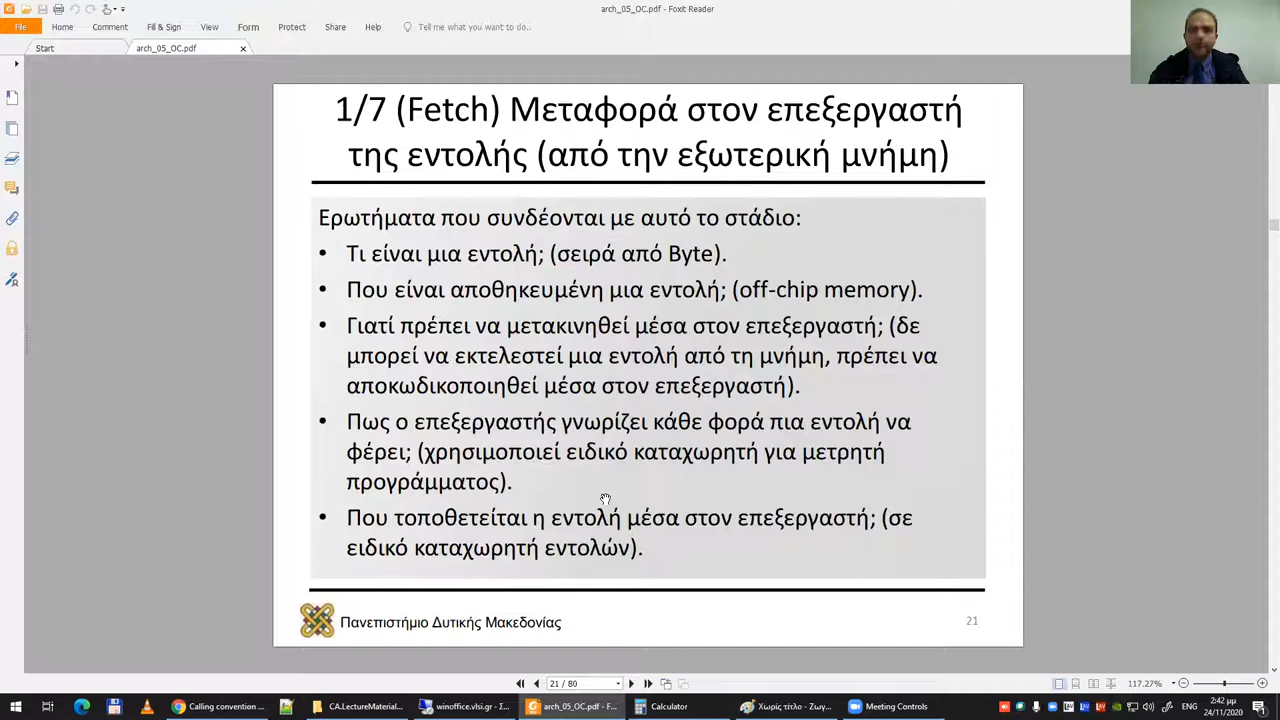 arch_05_OC.pdf - Foxit Reader
File Home Comment View Form Fill & Sign Protect Share Help Tell me what you want to do..
Start arch_05_OC.pdf
1/7 (Fetch) Μεταφορά στον επεξεργαστή
της εντολής (από την εξωτερική μνήμη)
Ερωτήματα που συνδέονται με αυτό το στάδιο:
• Τι είναι μια εντολή; (σειρά από Byte).
• Που είναι αποθηκευμένη μια εντολή; (off-chip memory).
• Γιατί πρέπει να μετακινηθεί μέσα στον επεξεργαστή; (δε
μπορεί να εκτελεστεί μια εντολή από τη μνήμη, πρέπει να
αποκωδικοποιηθεί μέσα στον επεξεργαστή).
• Πως ο επεξεργαστής γνωρίζει κάθε φορά πια εντολή να
φέρει; (χρησιμοποιεί ειδικό καταχωρητή για μετρητή
προγράμματος).
• Που τοποθετείται η εντολή μέσα στον επεξεργαστή; (σε
ειδικό καταχωρητή εντολών).
Πανεπιστήμιο Δυτικής Μακεδονίας 21
21 / 80 117.27%
Calling convention ... CA.LectureMaterial... winoffice.vlsi.gr - Σ... arch_05_OC.pdf - F... Calculator Χωρίς τίτλο - Ζωγ... Meeting Controls ENG 2:42 μμ
24/11/2020